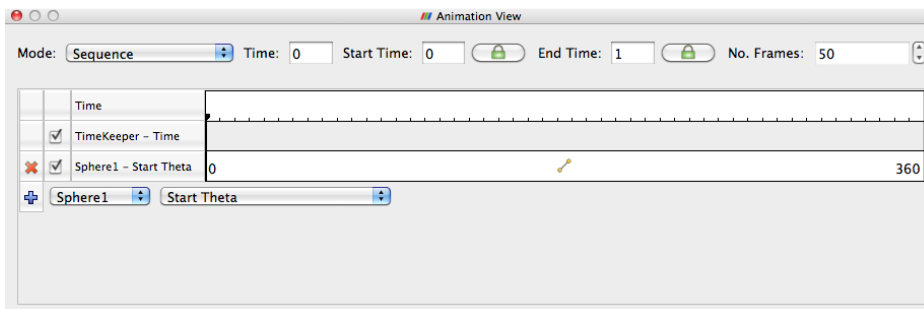 Animation View
Mode: Sequence Time: 0 Start Time: 0 End Time: 1 No. Frames: 50
Time
TimeKeeper - Time
Sphere1 - Start Theta 0 360
Sphere1 Start Theta